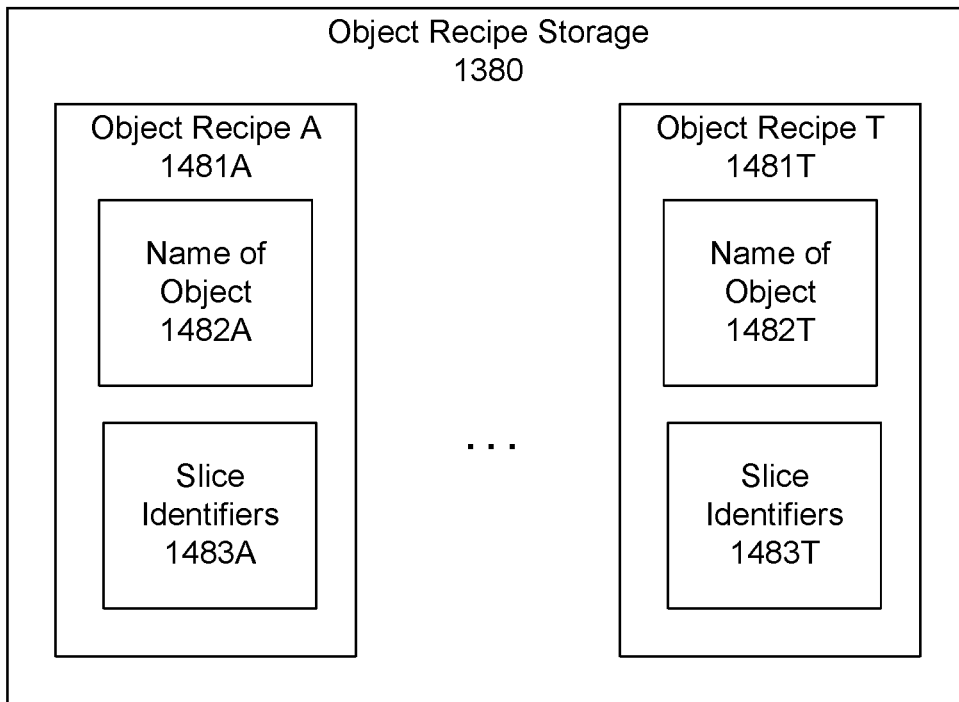 Object Recipe Storage
1380
Object Recipe A
1481A
Name of
Object
1482A
Slice
Identifiers
1483A
. . .
Object Recipe T
1481T
Name of
Object
1482T
Slice
Identifiers
1483T